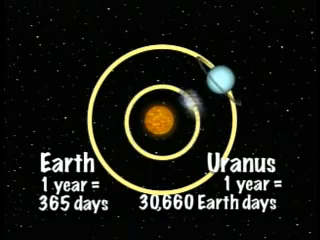 Earth
1 year =
365 days
Uranus
1 year =
30,660 Earth days